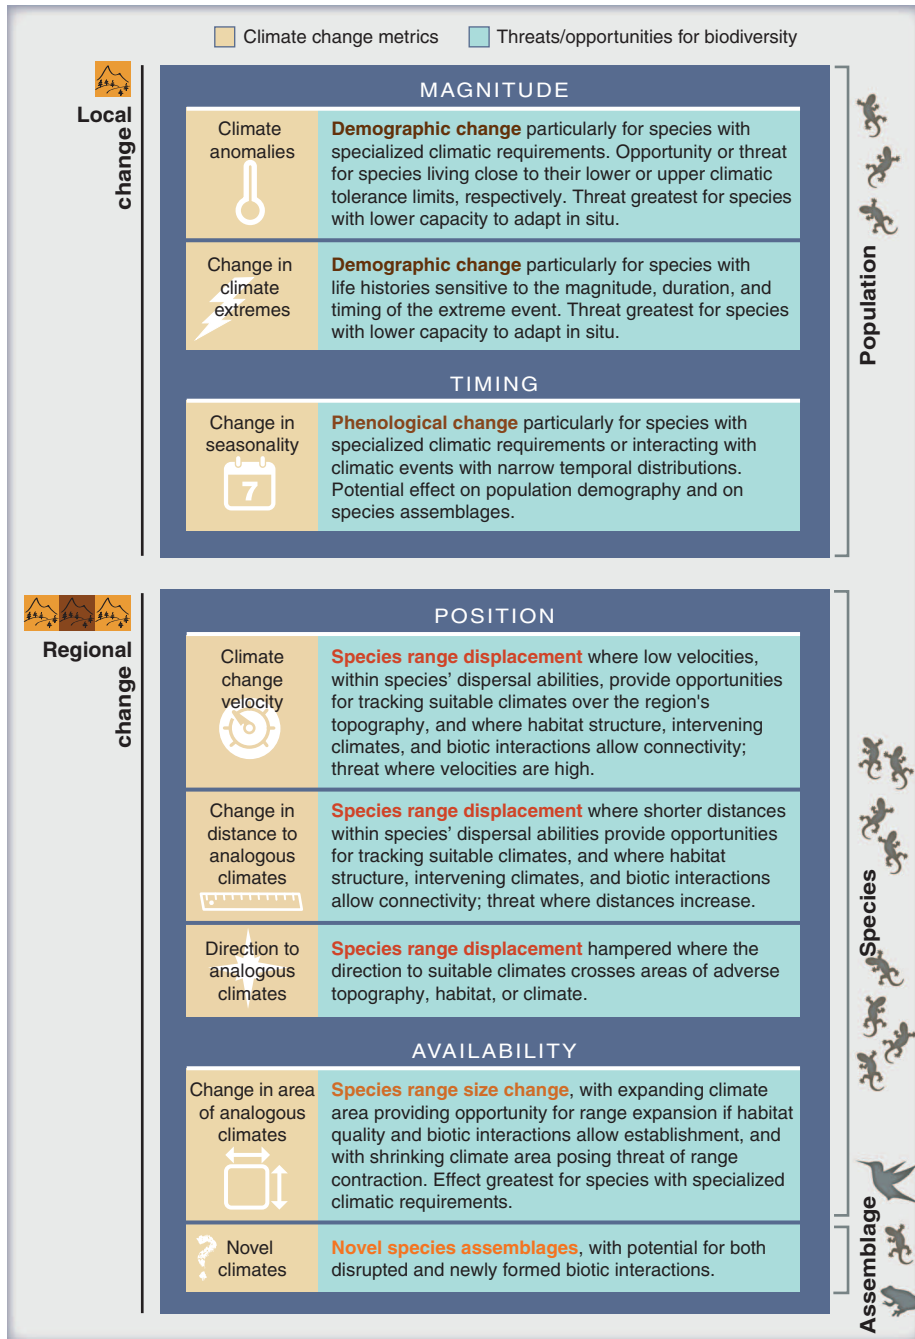 Climate change metrics
Threats/opportunities for biodiversity
Local
change
MAGNITUDE
Climate
anomalies
Demographic change particularly for species with
specialized climatic requirements. Opportunity or threat
for species living close to their lower or upper climatic
tolerance limits, respectively. Threat greatest for species
with lower capacity to adapt in situ.
Change in
climate
extremes
Demographic change particularly for species with
life histories sensitive to the magnitude, duration, and
timing of the extreme event. Threat greatest for species
with lower capacity to adapt in situ.
TIMING
Change in
seasonality
7
Phenological change particularly for species with
specialized climatic requirements or interacting with
climatic events with narrow temporal distributions.
Potential effect on population demography and on
species assemblages.
Population
Regional
change
POSITION
Climate
change
velocity
Species range displacement where low velocities,
within species' dispersal abilities, provide opportunities
for tracking suitable climates over the region's
topography, and where habitat structure, intervening
climates, and biotic interactions allow connectivity;
threat where velocities are high.
Change in
distance to
analogous
climates
Species range displacement where shorter distances
within species' dispersal abilities provide opportunities
for tracking suitable climates, and where habitat
structure, intervening climates, and biotic interactions
allow connectivity; threat where distances increase.
Direction to
analogous
climates
Species range displacement hampered where the
direction to suitable climates crosses areas of adverse
topography, habitat, or climate.
AVAILABILITY
Change in area
of analogous
climates
Species range size change, with expanding climate
area providing opportunity for range expansion if habitat
quality and biotic interactions allow establishment, and
with shrinking climate area posing threat of range
contraction. Effect greatest for species with specialized
climatic requirements.
Species
?
Novel
climates
Novel species assemblages, with potential for both
disrupted and newly formed biotic interactions.
Assemblage